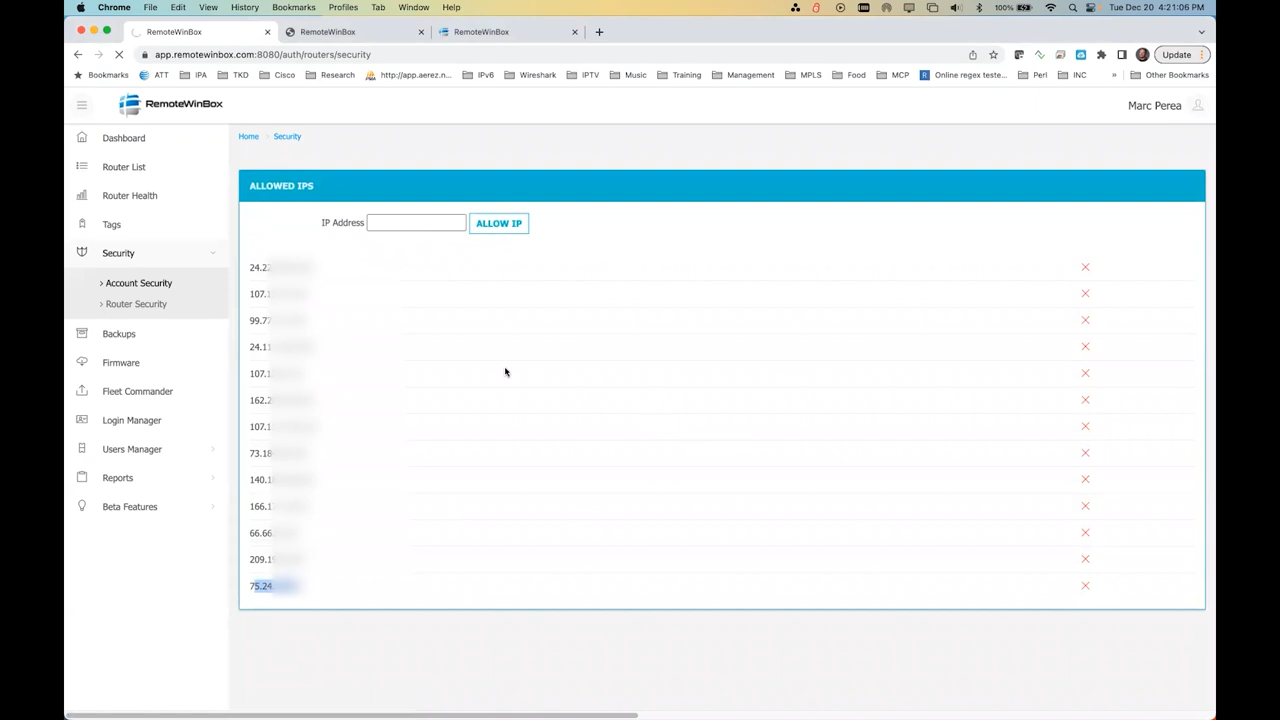 Chrome File Edit View History Bookmarks Profiles Tab Window Help 100% Tue Dec 20 4:21:06 PM
RemoteWinBox RemoteWinBox RemoteWinBox
app.remotewinbox.com:8080/auth/routers/security Update
Bookmarks ATT IPA TKD Cisco Research http://app.aerez.n... IPv6 Wireshark IPTV Music Training Management MPLS Food MCP Online regex teste... Perl INC » Other Bookmarks
RemoteWinBox Marc Perea
Dashboard
Router List
Router Health
Tags
Security
> Account Security
> Router Security
Backups
Firmware
Fleet Commander
Login Manager
Users Manager
Reports
Beta Features
Home Security
ALLOWED IPS
IP Address ALLOW IP
24.22
107.1
99.77
24.11
107.1
162.2
107.1
73.18
140.1
166.1
66.66
209.19
75.24